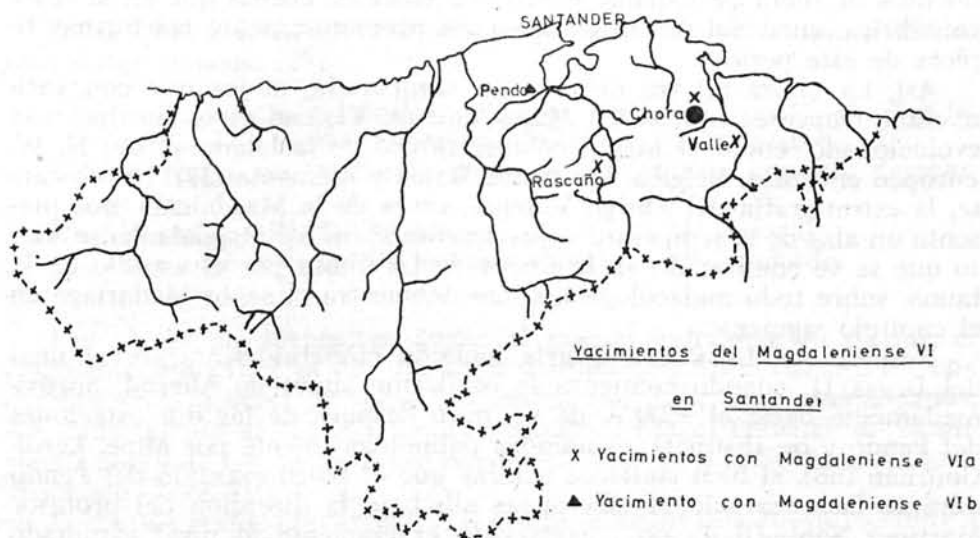 SANTANDER
Pendo
Chora
Valle
Rascaño
Yacimientos del Magdaleniense VI
en Santander
X Yacimientos con Magdaleniense VIa
▲ Yacimiento con Magdaleniense VIb